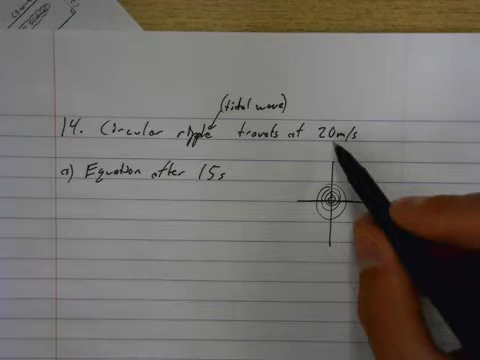 (tidal wave)
14. Circular ripple travels at 20m/s
a) Equation after 15s